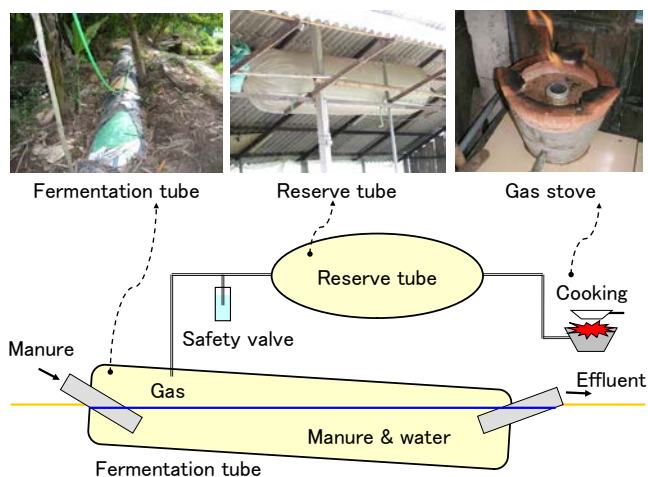 Fermentation tube
Reserve tube
Gas stove
Reserve tube
Cooking
Safety valve
Manure
Effluent
Gas
Manure & water
Fermentation tube